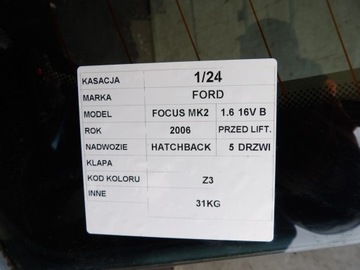 KASACJA 1/24
MARKA FORD
MODEL FOCUS MK2 1.6 16V B
ROK 2006 PRZED LIFT.
NADWOZIE HATCHBACK 5 DRZWI
KLAPA
KOD KOLORU Z3
INNE 31KG